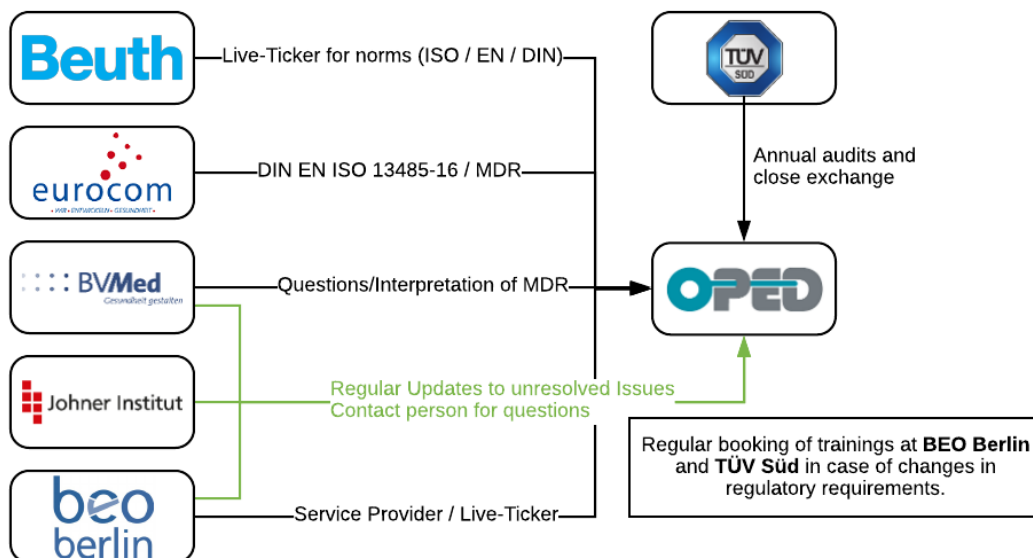 Beuth
Live-Ticker for norms (ISO / EN / DIN)
TÜV
SÜD
eurocom
• WIR • ENTWICKELN • GESUNDHEIT •
DIN EN ISO 13485-16 / MDR
Annual audits and
close exchange
BVMed
Gesundheit gestalten
Questions/Interpretation of MDR
OPED
Johner Institut
Regular Updates to unresolved Issues
Contact person for questions
Regular booking of trainings at BEO Berlin
and TÜV Süd in case of changes in
regulatory requirements.
beo
berlin
Service Provider / Live-Ticker